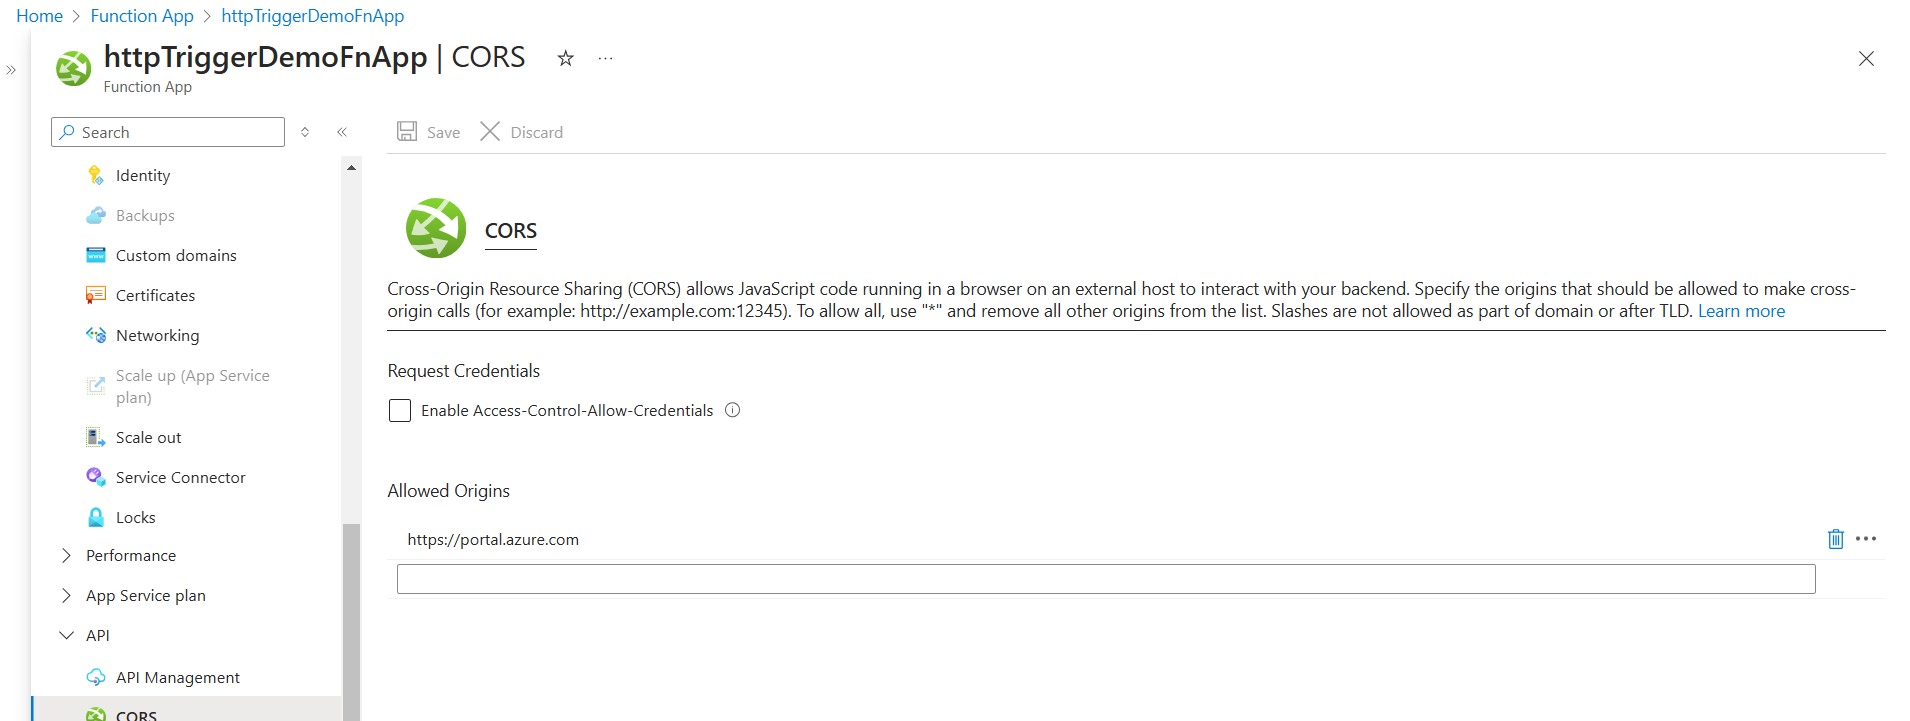 Home > Function App > httpTriggerDemoFnApp
httpTriggerDemoFnApp | CORS
Function App
Search
Save
Discard
Identity
Backups
Custom domains
Certificates
Networking
Scale up (App Service
plan)
Scale out
Service Connector
Locks
Performance
App Service plan
API
API Management
CORS
CORS
Cross-Origin Resource Sharing (CORS) allows JavaScript code running in a browser on an external host to interact with your backend. Specify the origins that should be allowed to make cross-
origin calls (for example: http://example.com:12345). To allow all, use "*" and remove all other origins from the list. Slashes are not allowed as part of domain or after TLD. Learn more
Request Credentials
Enable Access-Control-Allow-Credentials
Allowed Origins
https://portal.azure.com